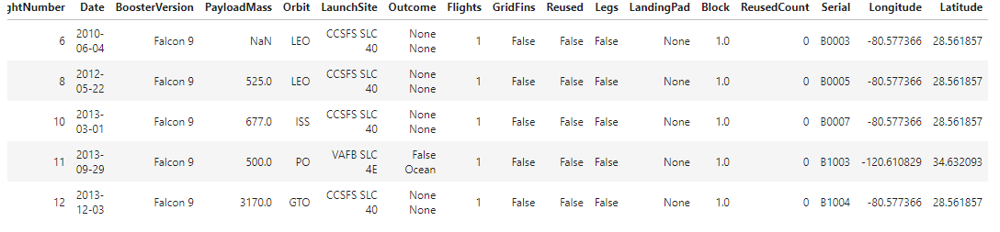 ghtNumber Date BoosterVersion PayloadMass Orbit LaunchSite Outcome Flights GridFins Reused Legs LandingPad Block ReusedCount Serial Longitude Latitude
6 2010-06-04 Falcon 9 NaN LEO CCSFS SLC 40 None None 1 False False False None 1.0 0 B0003 -80.577366 28.561857
8 2012-05-22 Falcon 9 525.0 LEO CCSFS SLC 40 None None 1 False False False None 1.0 0 B0005 -80.577366 28.561857
10 2013-03-01 Falcon 9 677.0 ISS CCSFS SLC 40 None None 1 False False False None 1.0 0 B0007 -80.577366 28.561857
11 2013-09-29 Falcon 9 500.0 PO VAFB SLC 4E False Ocean 1 False False False None 1.0 0 B1003 -120.610829 34.632093
12 2013-12-03 Falcon 9 3170.0 GTO CCSFS SLC 40 None None 1 False False False None 1.0 0 B1004 -80.577366 28.561857